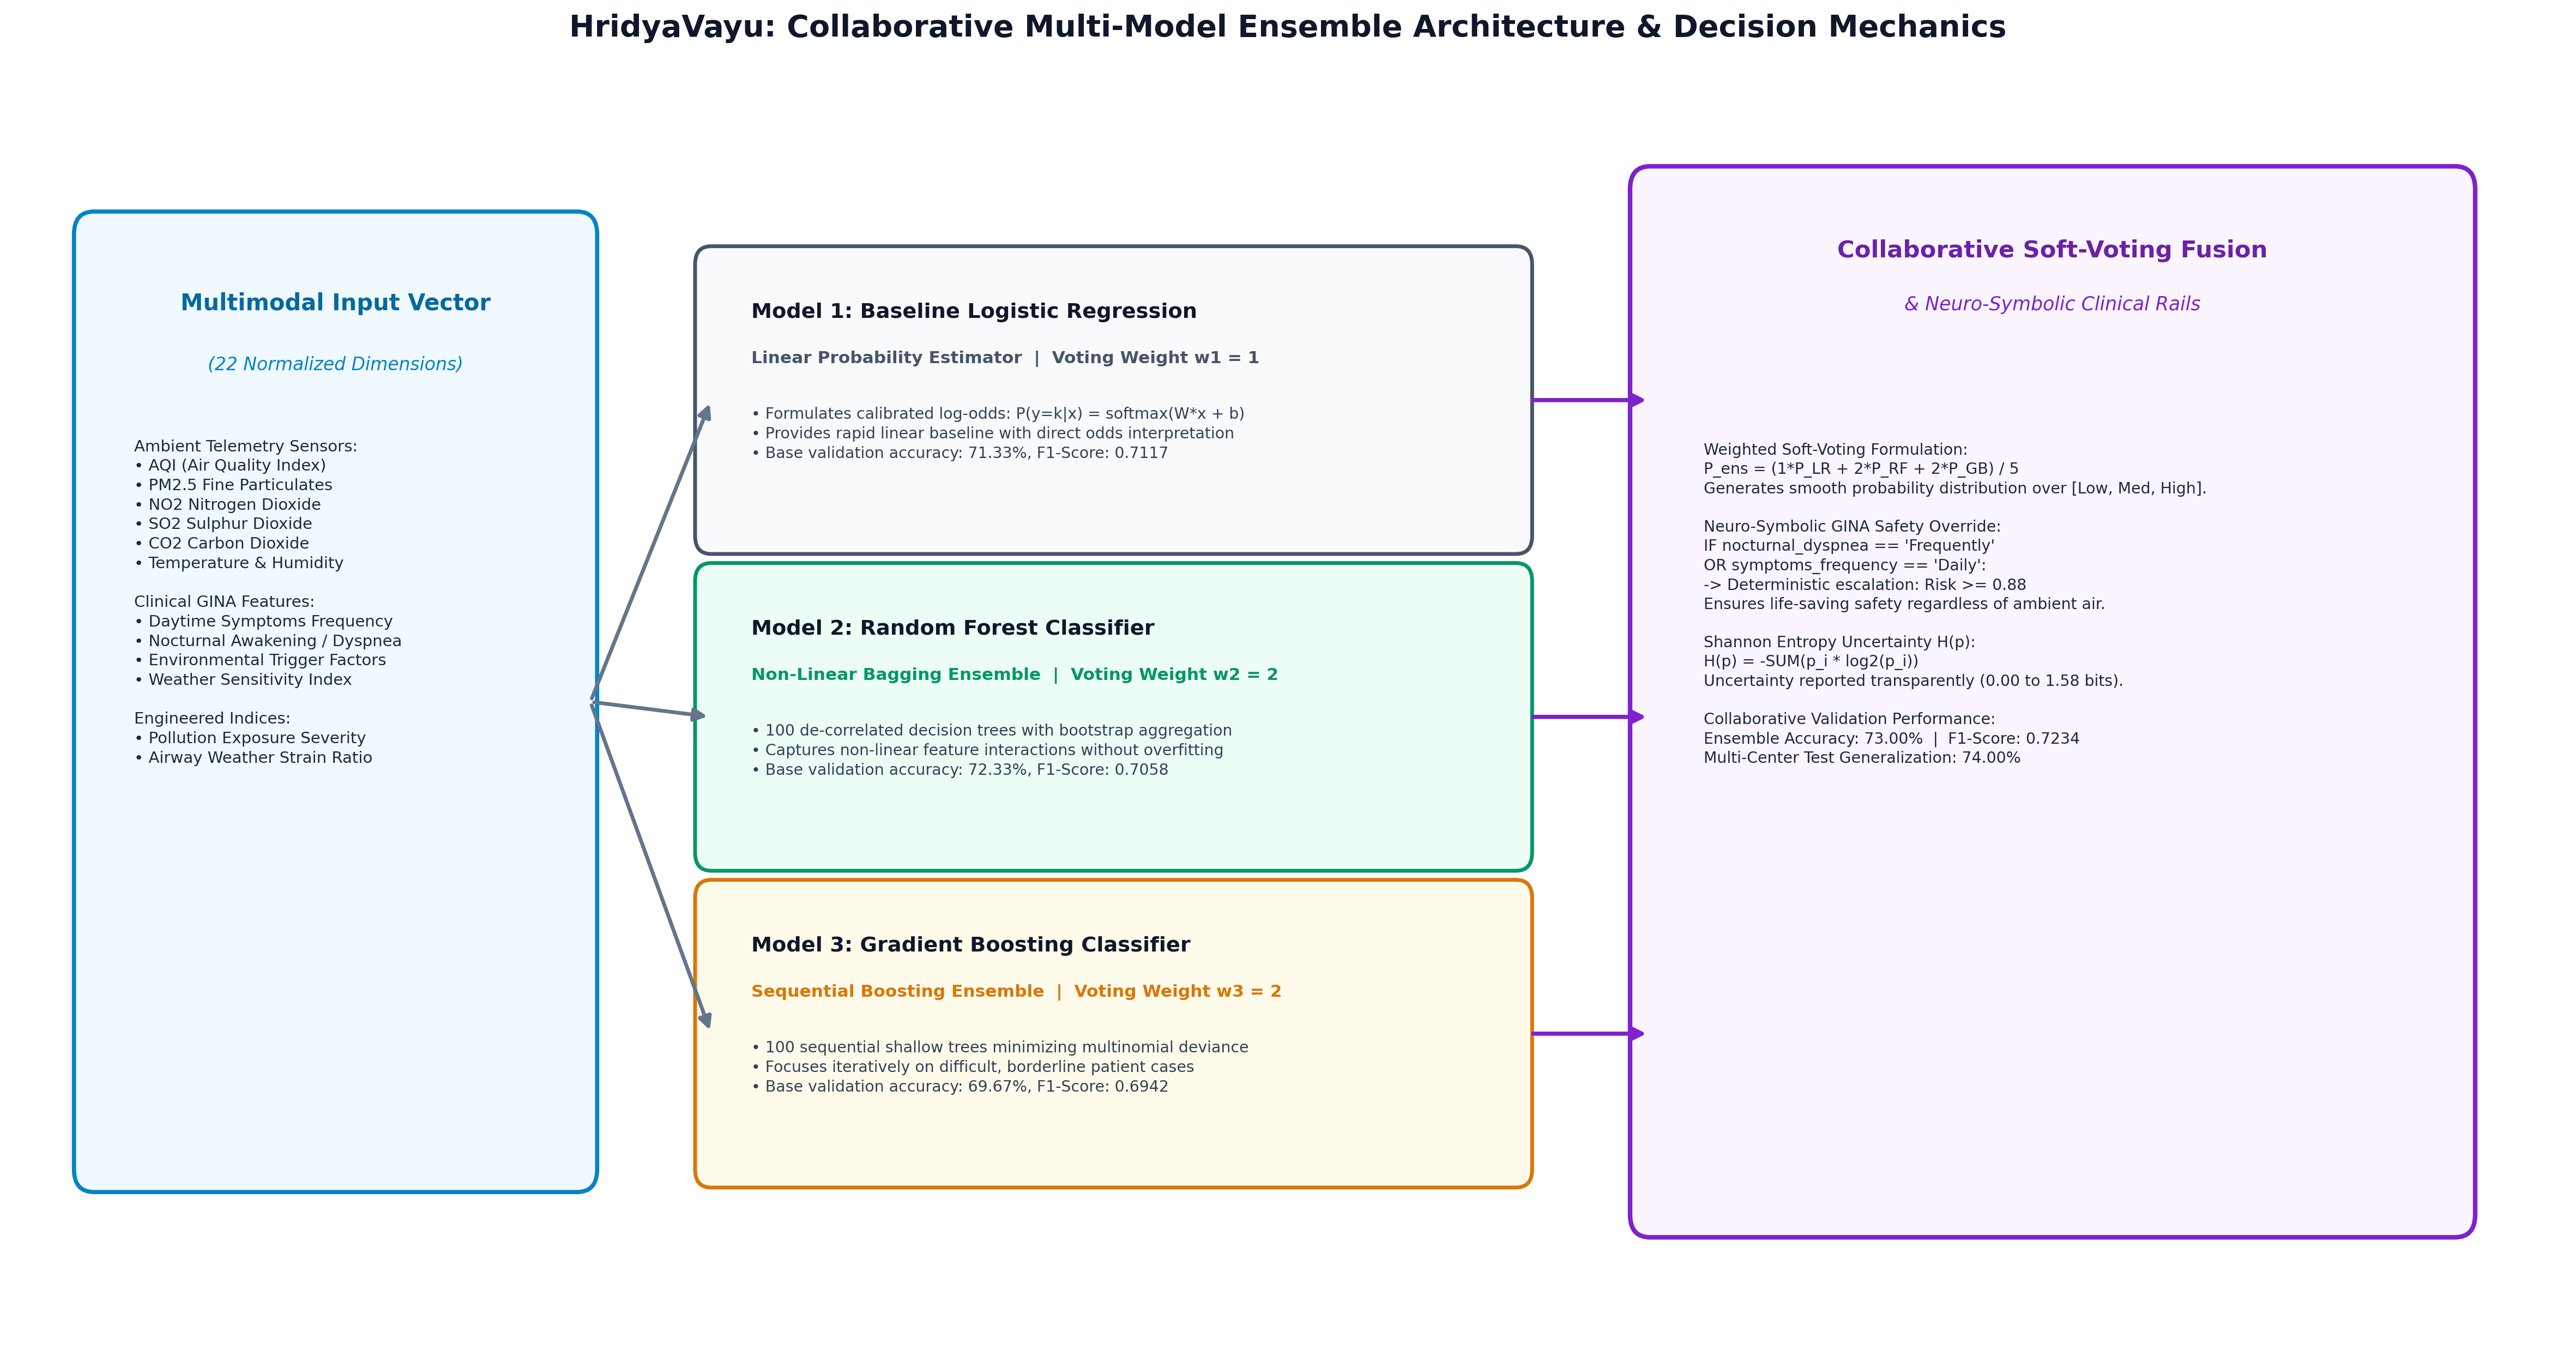 HridyaVayu: Collaborative Multi-Model Ensemble Architecture & Decision Mechanics
Multimodal Input Vector
(22 Normalized Dimensions)
Ambient Telemetry Sensors:
• AQI (Air Quality Index)
• PM2.5 Fine Particulates
• NO2 Nitrogen Dioxide
• SO2 Sulphur Dioxide
• CO2 Carbon Dioxide
• Temperature & Humidity
Clinical GINA Features:
• Daytime Symptoms Frequency
• Nocturnal Awakening / Dyspnea
• Environmental Trigger Factors
• Weather Sensitivity Index
Engineered Indices:
• Pollution Exposure Severity
• Airway Weather Strain Ratio
Model 1: Baseline Logistic Regression
Linear Probability Estimator | Voting Weight w1 = 1
• Formulates calibrated log-odds: P(y=k|x) = softmax(W*x + b)
• Provides rapid linear baseline with direct odds interpretation
• Base validation accuracy: 71.33%, F1-Score: 0.7117
Model 2: Random Forest Classifier
Non-Linear Bagging Ensemble | Voting Weight w2 = 2
• 100 de-correlated decision trees with bootstrap aggregation
• Captures non-linear feature interactions without overfitting
• Base validation accuracy: 72.33%, F1-Score: 0.7058
Model 3: Gradient Boosting Classifier
Sequential Boosting Ensemble | Voting Weight w3 = 2
• 100 sequential shallow trees minimizing multinomial deviance
• Focuses iteratively on difficult, borderline patient cases
• Base validation accuracy: 69.67%, F1-Score: 0.6942
Collaborative Soft-Voting Fusion
& Neuro-Symbolic Clinical Rails
Weighted Soft-Voting Formulation:
P_ens = (1*P_LR + 2*P_RF + 2*P_GB) / 5
Generates smooth probability distribution over [Low, Med, High].
Neuro-Symbolic GINA Safety Override:
IF nocturnal_dyspnea == 'Frequently'
OR symptoms_frequency == 'Daily':
-> Deterministic escalation: Risk >= 0.88
Ensures life-saving safety regardless of ambient air.
Shannon Entropy Uncertainty H(p):
H(p) = -SUM(p_i * log2(p_i))
Uncertainty reported transparently (0.00 to 1.58 bits).
Collaborative Validation Performance:
Ensemble Accuracy: 73.00% | F1-Score: 0.7234
Multi-Center Test Generalization: 74.00%